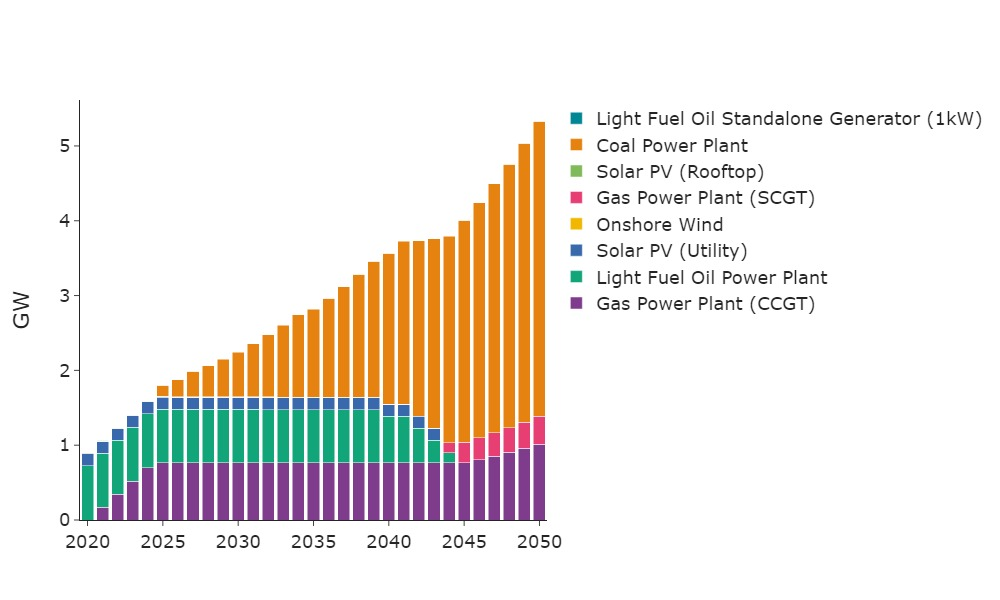 GW
5
4
3
2
1
0
2020 2025 2030 2035 2040 2045 2050
Light Fuel Oil Standalone Generator (1kW)
Coal Power Plant
Solar PV (Rooftop)
Gas Power Plant (SCGT)
Onshore Wind
Solar PV (Utility)
Light Fuel Oil Power Plant
Gas Power Plant (CCGT)